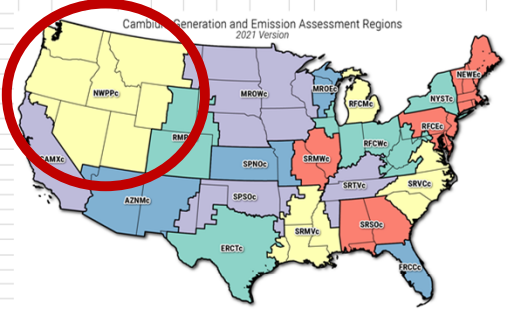 Cambiu Generation and Emission Assessment Regions
2021 Version
NWPPc
MROWc
MROEc
RFCMc
NEWEc
NYSTc
RFCEc
RMP
RFCWc
CAMXc
SPNOc
SRMWc
SRTVc
SRVCc
AZNMc
SPSOc
SRMVc
SRSOc
ERCTc
FRCCc